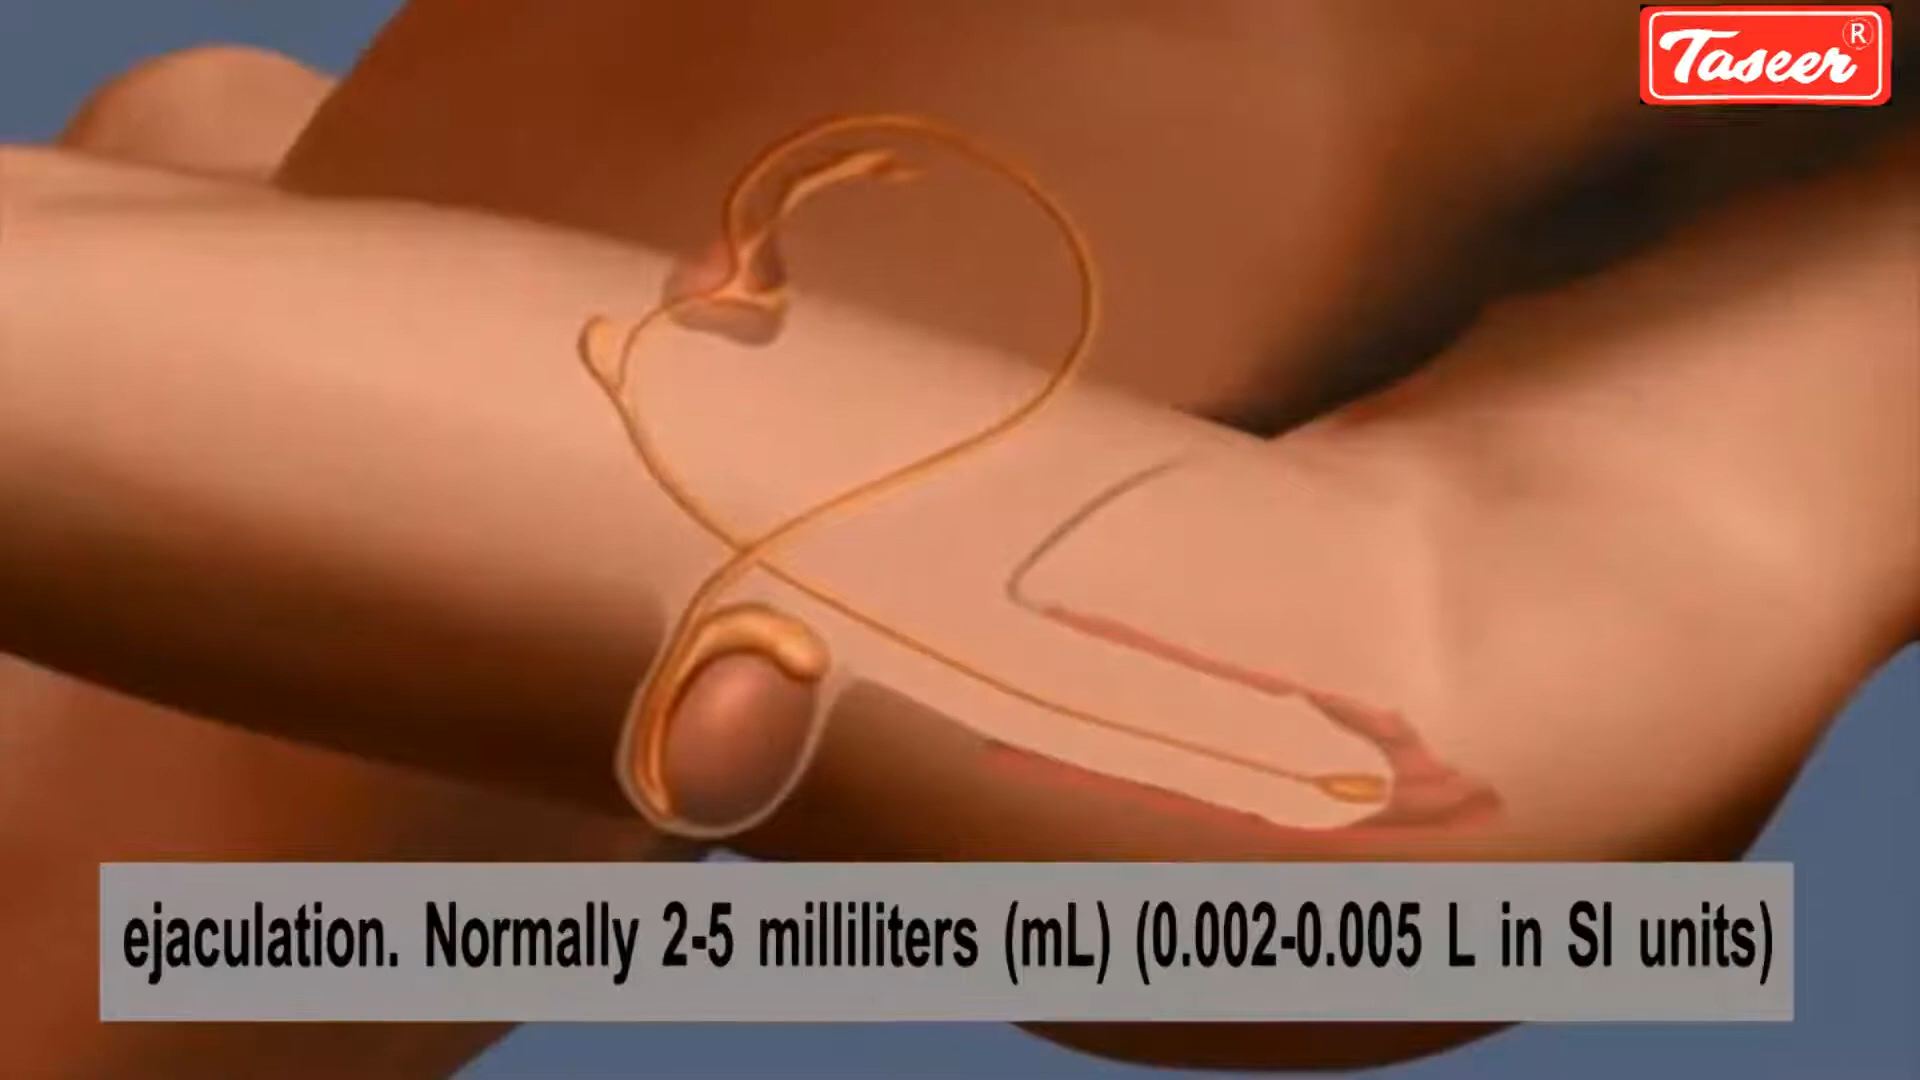 Taseer ®
ejaculation. Normally 2-5 milliliters (mL) (0.002-0.005 L in SI units)